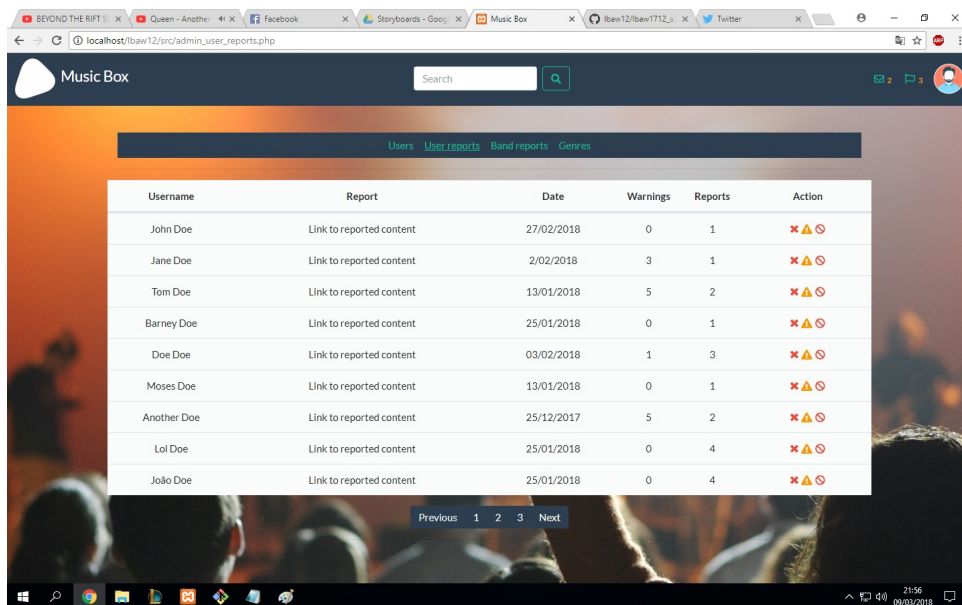 BEYOND THE RIFT S
Queen - Another
Facebook
Storyboards - Goog
Music Box
lbaw12/lbaw1712_a
Twitter
localhost/lbaw12/src/admin_user_reports.php
ABP
Music Box
Search
2
3
Users User reports Band reports Genres
Username Report Date Warnings Reports Action
John Doe Link to reported content 27/02/2018 0 1
Jane Doe Link to reported content 2/02/2018 3 1
Tom Doe Link to reported content 13/01/2018 5 2
Barney Doe Link to reported content 25/01/2018 0 1
Doe Doe Link to reported content 03/02/2018 1 3
Moses Doe Link to reported content 13/01/2018 0 1
Another Doe Link to reported content 25/12/2017 5 2
Lol Doe Link to reported content 25/01/2018 0 4
João Doe Link to reported content 25/01/2018 0 4
Previous 1 2 3 Next
21:56
09/03/2018